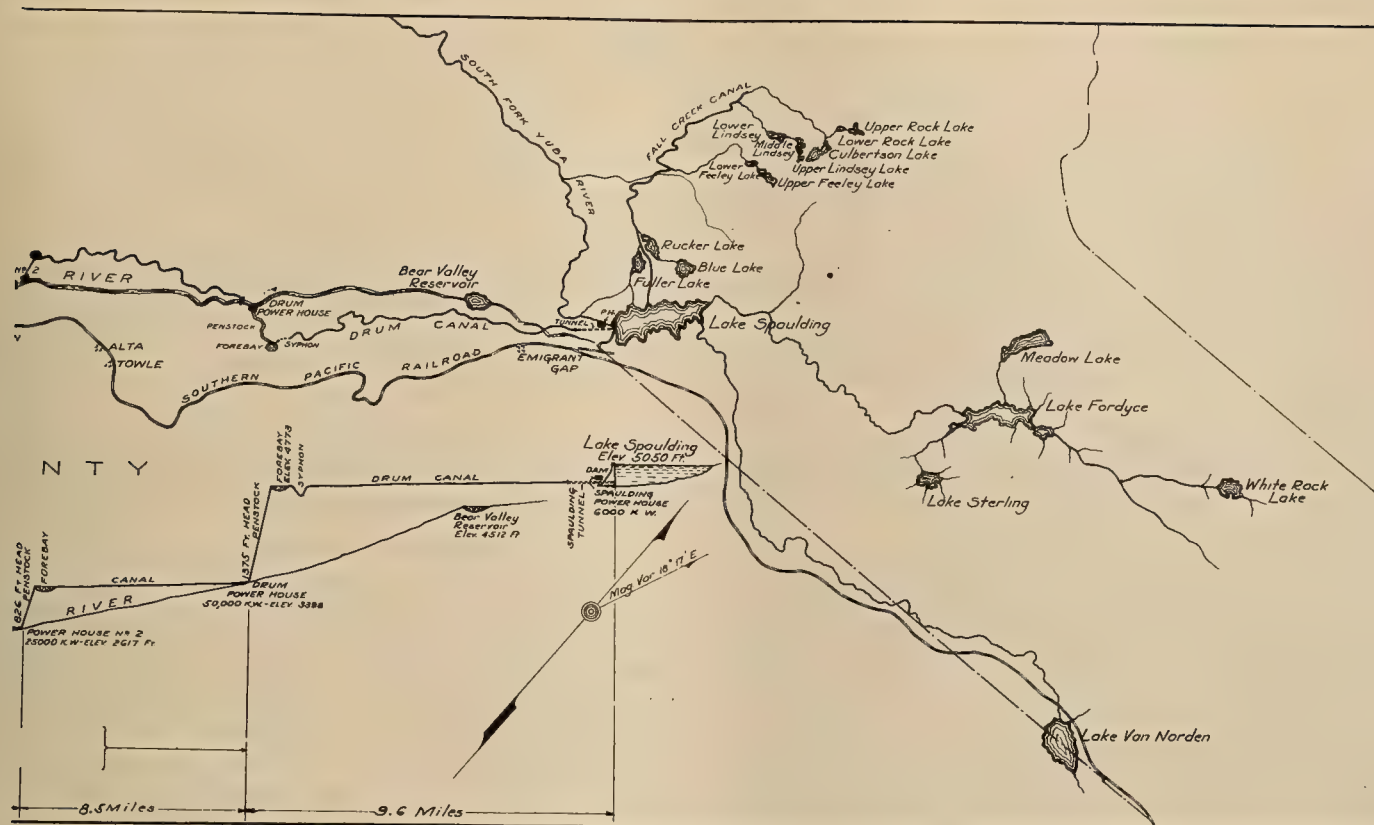 SOUTH FORK YUBA
RIVER
FALL CREEK CANAL
Lower
Lindsey
Middle
Lindsey
Upper Rock Lake
Lower Rock Lake
Culbertson Lake
Upper Lindsey Lake
Lower
Feeley Lake
Upper Feeley Lake
Rucker Lake
Blue Lake
Fuller Lake
Nº 2
RIVER
Bear Valley
Reservoir
DRUM
POWER HOUSE
PENSTOCK
FOREBAY
SYPHON
DRUM CANAL
TUNNEL
P.H.
Lake Spaulding
ALTA
TOWLE
SOUTHERN PACIFIC RAILROAD
EMIGRANT
GAP
Meadow Lake
Lake Fordyce
Lake Sterling
White Rock
Lake
Lake Van Norden
NTY
826 FT. HEAD
PENSTOCK
FOREBAY
CANAL
RIVER
POWER HOUSE Nº 2
25000 K.W-ELEV 2617 Ft.
1375 FT. HEAD
PENSTOCK
FOREBAY
ELEV. 4773
SYPHON
DRUM CANAL
DRUM
POWER HOUSE
50,000 K.W.-ELEV 3398
Bear Valley
Reservoir
Elev. 4512 Ft
SPAULDING
TUNNEL
Lake Spaulding
Elev 5050 Ft.
DAM
SPAULDING
POWER HOUSE
6000 K W.
Mag Var 18° 17' E
8.5 Miles
9.6 Miles